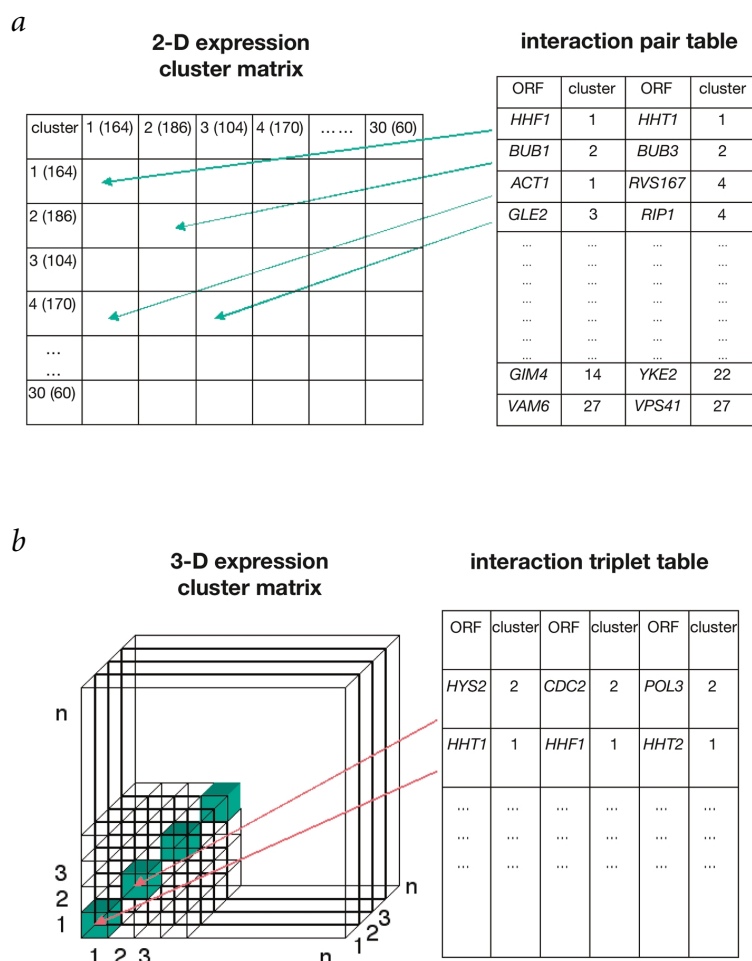 a
2-D expression
cluster matrix
cluster 1 (164) 2 (186) 3 (104) 4 (170) ...... 30 (60)
1 (164)
2 (186)
3 (104)
4 (170)
...
...
30 (60)
interaction pair table
ORF cluster ORF cluster
HHF1 1 HHT1 1
BUB1 2 BUB3 2
ACT1 1 RVS167 4
GLE2 3 RIP1 4
... ... ... ...
... ... ... ...
... ... ... ...
... ... ... ...
... ... ... ...
... ... ... ...
... ... ... ...
GIM4 14 YKE2 22
VAM6 27 VPS41 27
b
3-D expression
cluster matrix
n
3
2
1
1 2 3 n
1 2 3 n
interaction triplet table
ORF cluster ORF cluster ORF cluster
HYS2 2 CDC2 2 POL3 2
HHT1 1 HHF1 1 HHT2 1
... ... ... ... ... ...
... ... ... ... ... ...
... ... ... ... ... ...